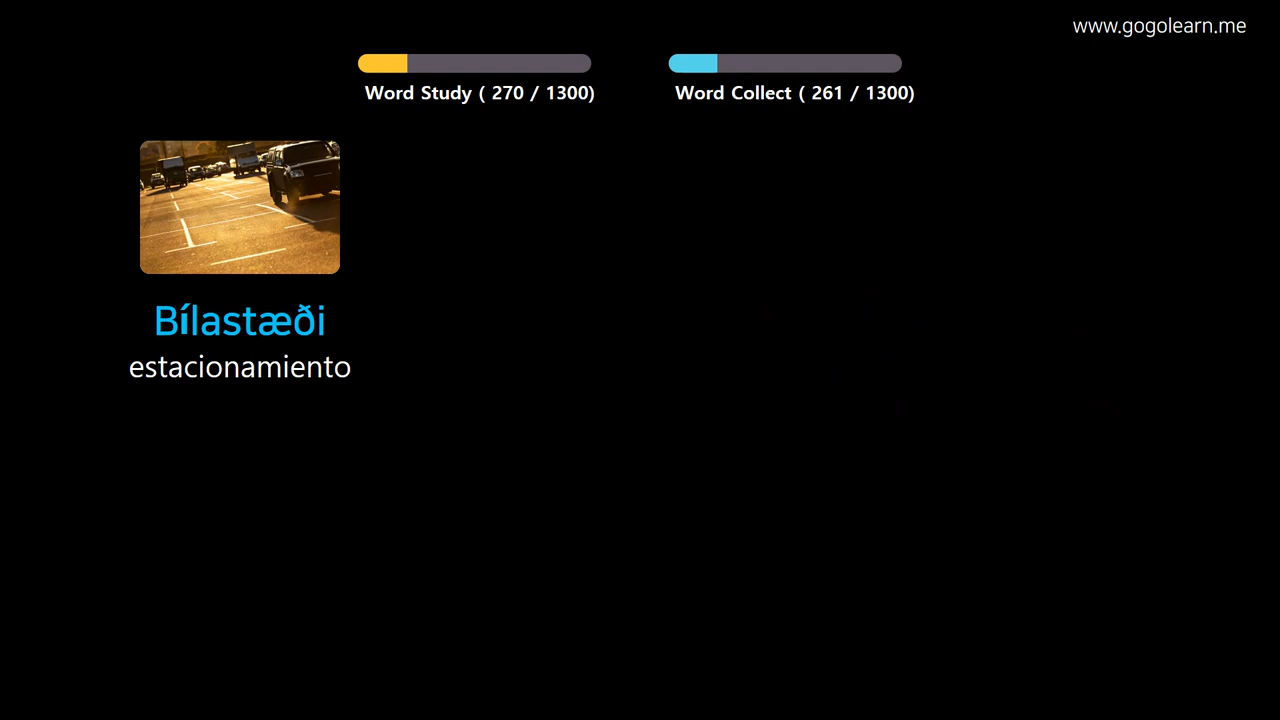 www.gogolearn.me
Word Study ( 270 / 1300)
Word Collect ( 261 / 1300)
Bílastæði
estacionamiento